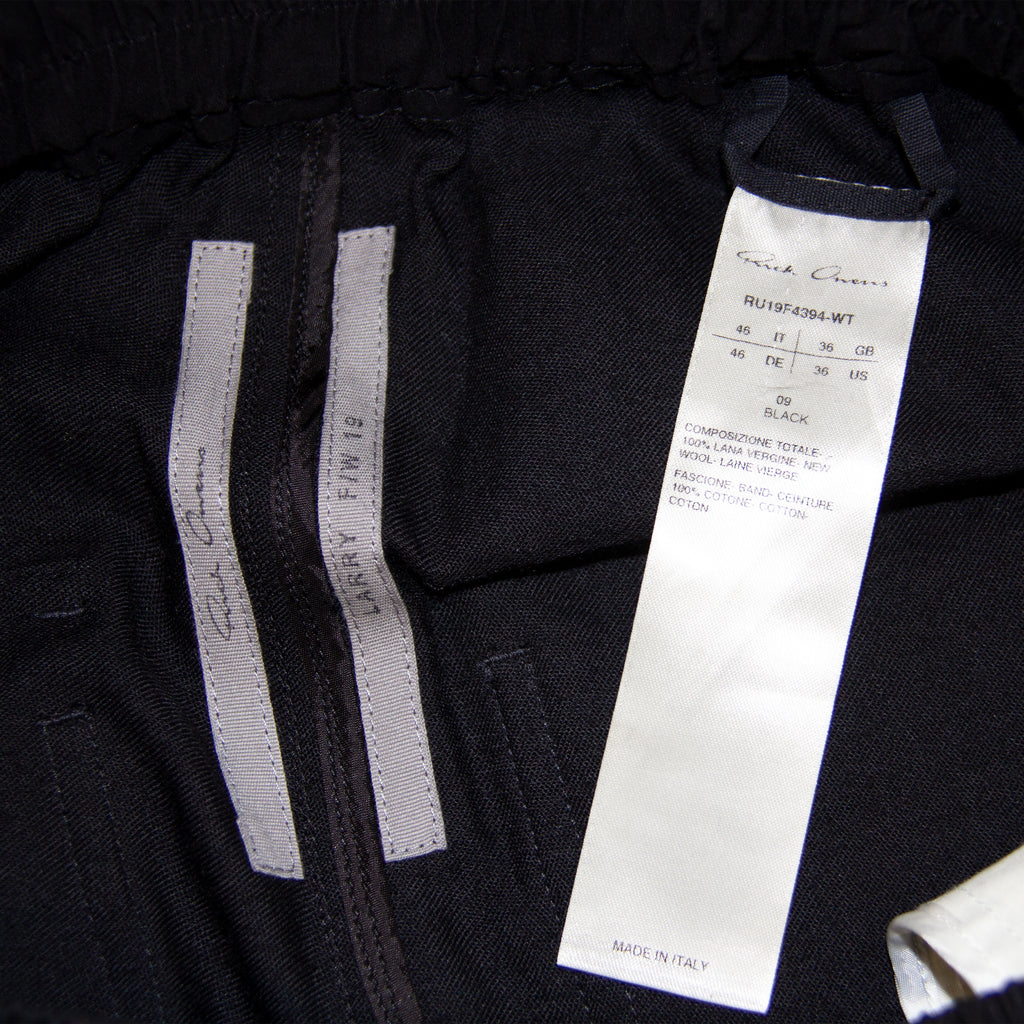 Rick Owens
LARRY F/W19
Rick Owens
RU19F4394-WT
46 IT 36 GB
46 DE 36 US
09
BLACK
COMPOSIZIONE TOTALE-
100% LANA VERGINE- NEW
WOOL- LAINE VIERGE
FASCIONE- BAND- CEINTURE
100% COTONE- COTTON-
COTON
MADE IN ITALY